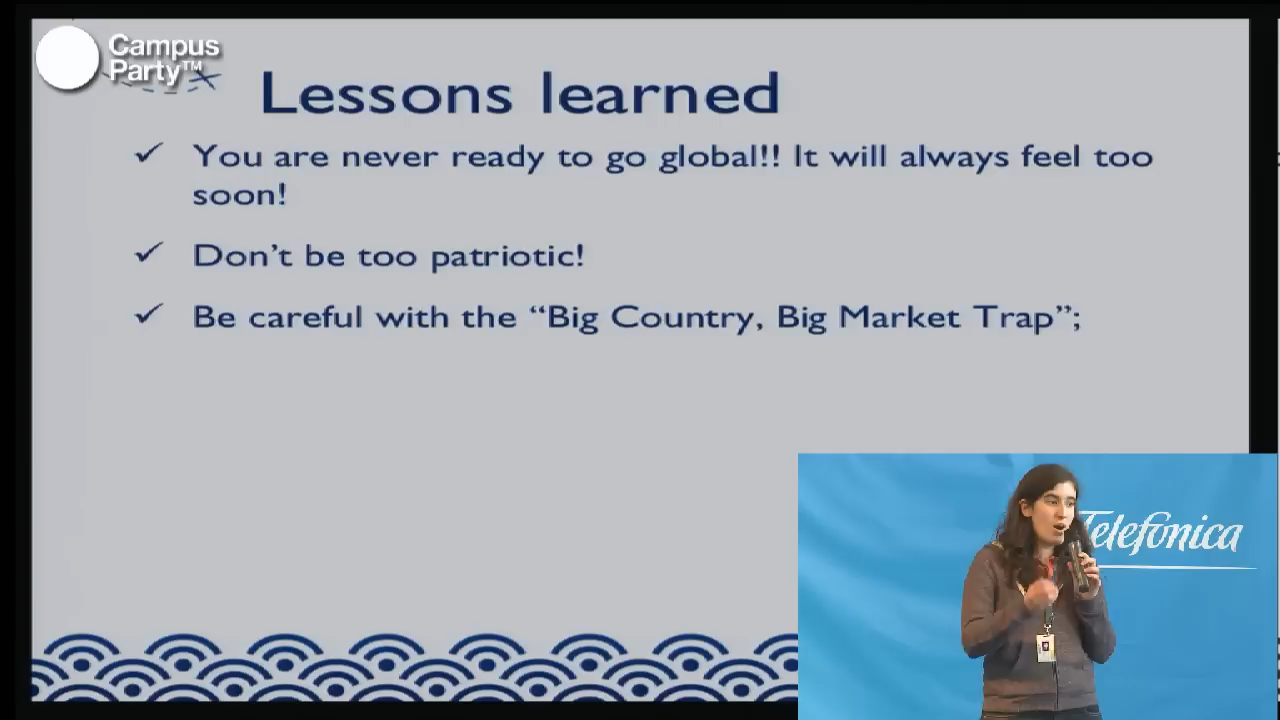 Campus
Party™
Lessons learned
✓ You are never ready to go global!! It will always feel too
soon!
✓ Don't be too patriotic!
✓ Be careful with the “Big Country, Big Market Trap”;
Telefónica